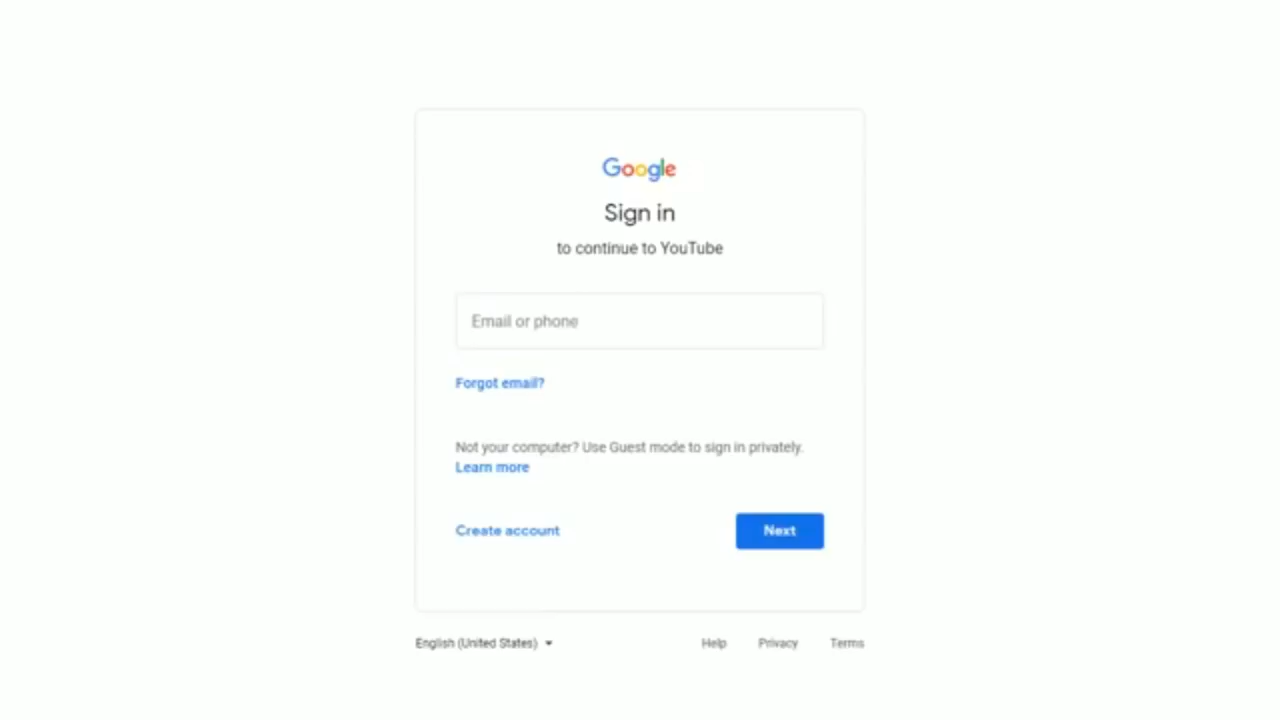 Google
Sign in
to continue to YouTube
Email or phone
Forgot email?
Not your computer? Use Guest mode to sign in privately.
Learn more
Create account
Next
English (United States)
Help
Privacy
Terms